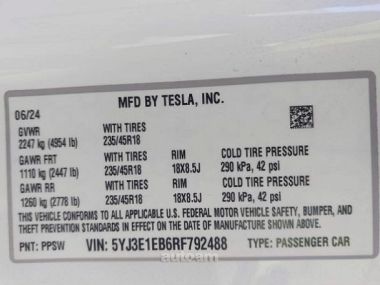 MFD BY TESLA, INC.
06/24
GVWR WITH TIRES
2247 kg (4954 lb) 235/45R18
GAWR FRT WITH TIRES RIM COLD TIRE PRESSURE
1110 kg (2447 lb) 235/45R18 18X8.5J 290 kPa, 42 psi
GAWR RR WITH TIRES RIM COLD TIRE PRESSURE
1260 kg (2778 lb) 235/45R18 18X8.5J 290 kPa, 42 psi
THIS VEHICLE CONFORMS TO ALL APPLICABLE U.S. FEDERAL MOTOR VEHICLE SAFETY, BUMPER, AND
THEFT PREVENTION STANDARDS IN EFFECT ON THE DATE OF MANUFACTURE SHOWN ABOVE.
PNT: PPSW VIN: 5YJ3E1EB6RF792488 TYPE: PASSENGER CAR
autoam